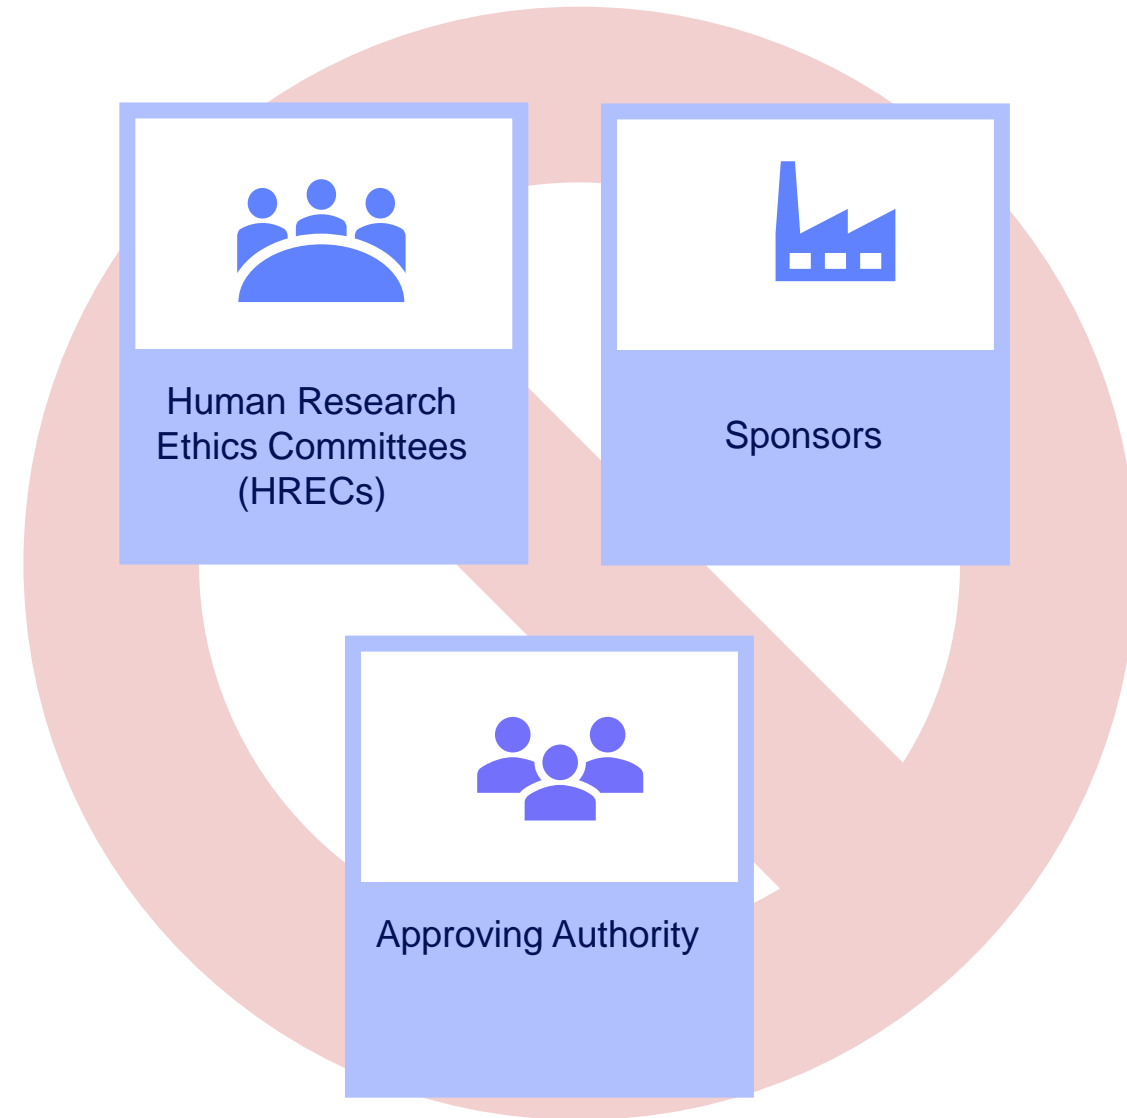 Human Research
Ethics Committees
(HRECs)
Sponsors
Approving Authority